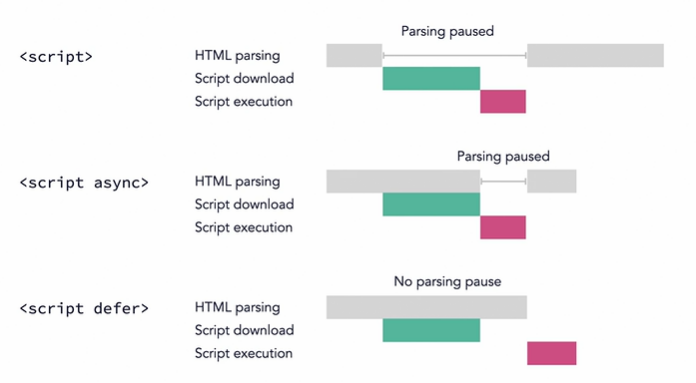 Parsing paused
<script> HTML parsing
Script download
Script execution
Parsing paused
<script async> HTML parsing
Script download
Script execution
No parsing pause
<script defer> HTML parsing
Script download
Script execution